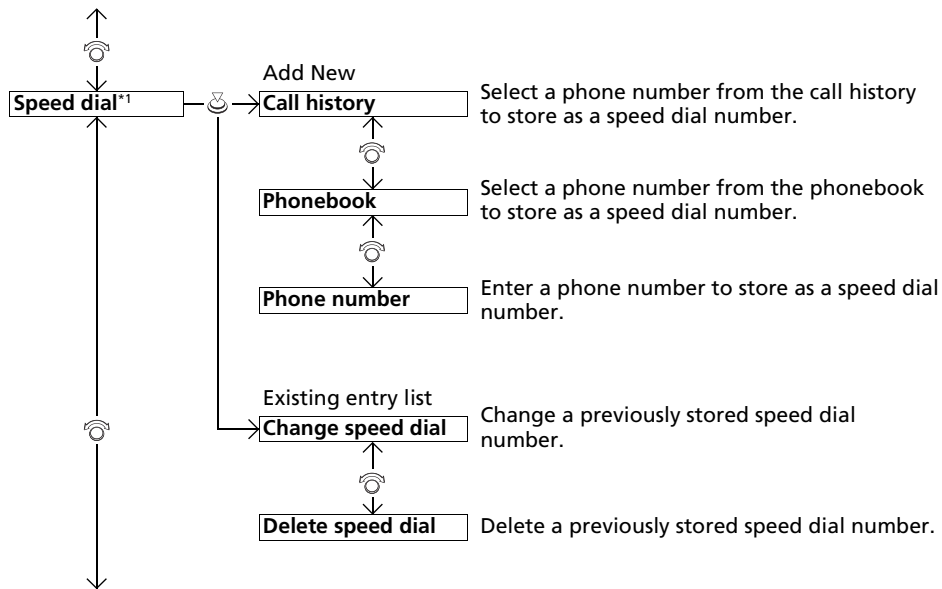 Add New
Speed dial*1
Call history
Select a phone number from the call history
to store as a speed dial number.
Phonebook
Select a phone number from the phonebook
to store as a speed dial number.
Phone number
Enter a phone number to store as a speed dial
number.
Existing entry list
Change speed dial
Change a previously stored speed dial
number.
Delete speed dial
Delete a previously stored speed dial number.